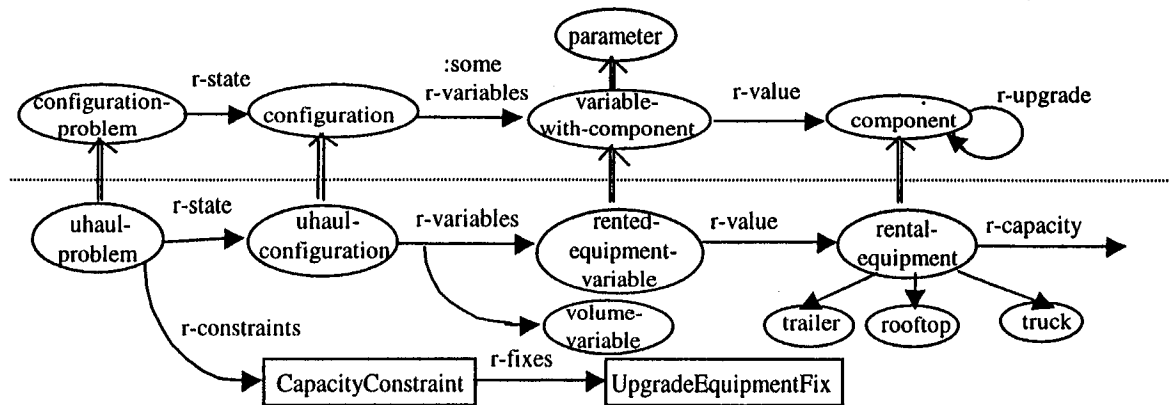 parameter
:some
r-state
r-variables
r-value
r-upgrade
configuration-
problem
configuration
variable-
with-component
component
r-state
r-variables
r-value
r-capacity
uhaul-
problem
uhaul-
configuration
rented-
equipment-
variable
rental-
equipment
volume-
variable
trailer
rooftop
truck
r-constraints
r-fixes
CapacityConstraint
UpgradeEquipmentFix